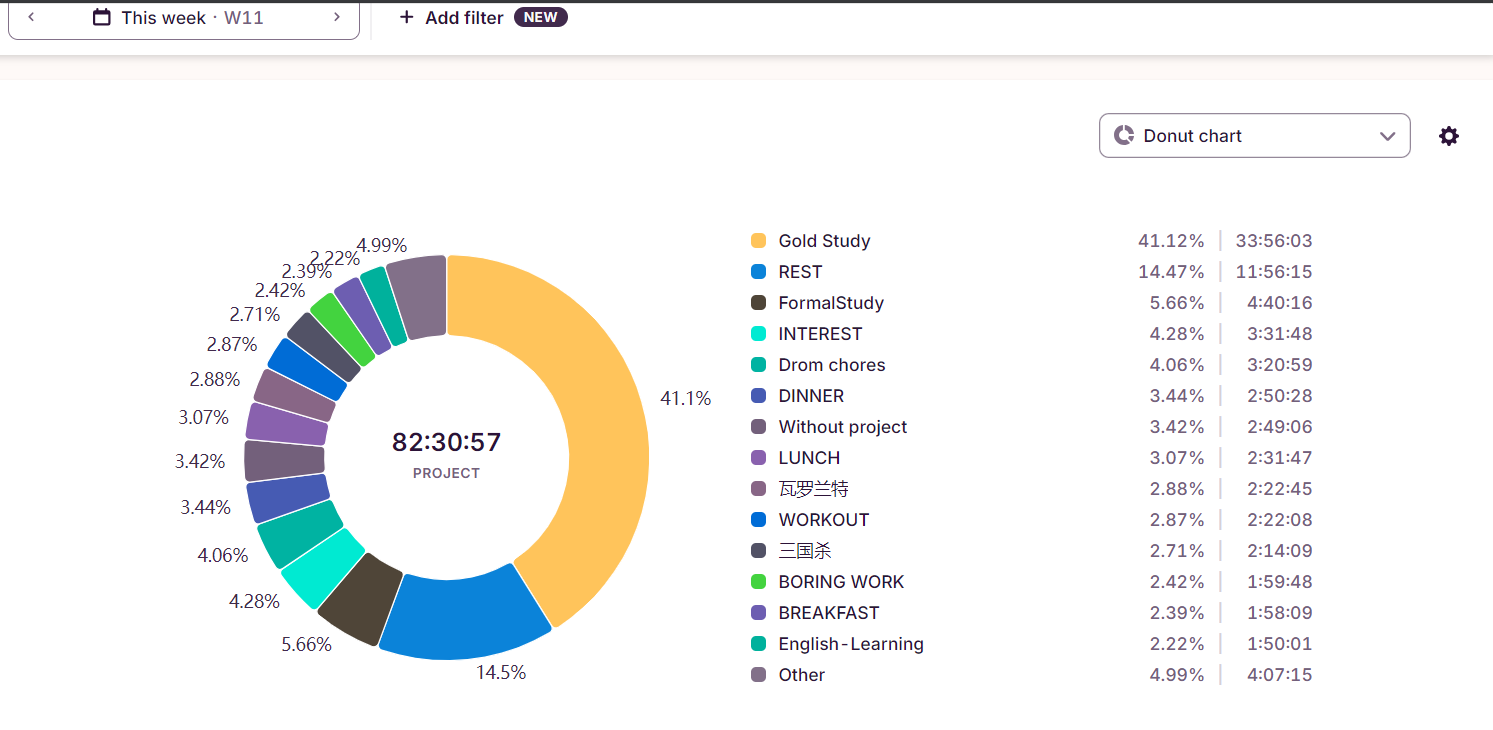 This week · W11
+ Add filter NEW
Donut chart
4.99%
2.22%
2.39%
2.42%
2.71%
2.87%
2.88%
3.07%
3.42%
3.44%
4.06%
4.28%
5.66%
14.5%
41.1%
82:30:57
PROJECT
Gold Study 41.12% 33:56:03
REST 14.47% 11:56:15
FormalStudy 5.66% 4:40:16
INTEREST 4.28% 3:31:48
Drom chores 4.06% 3:20:59
DINNER 3.44% 2:50:28
Without project 3.42% 2:49:06
LUNCH 3.07% 2:31:47
瓦罗兰特 2.88% 2:22:45
WORKOUT 2.87% 2:22:08
三国杀 2.71% 2:14:09
BORING WORK 2.42% 1:59:48
BREAKFAST 2.39% 1:58:09
English-Learning 2.22% 1:50:01
Other 4.99% 4:07:15